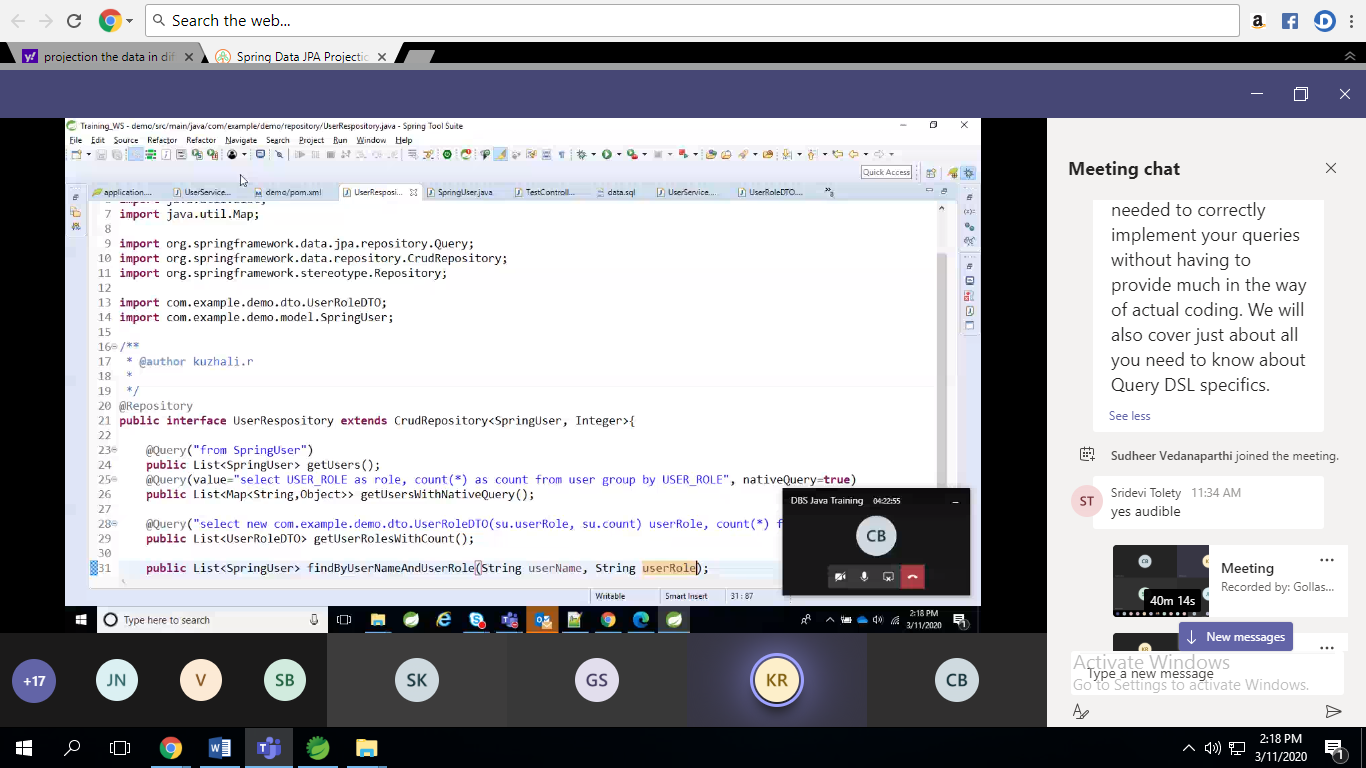 Search the web...
projection the data in dif
Spring Data JPA Projectic
Training_WS - demo/src/main/java/com/example/demo/repository/UserRespository.java - Spring Tool Suite
File Edit Source Refactor Refactor Navigate Search Project Run Window Help
Quick Access
application....
UserService...
demo/pom.xml
UserResposi...
SpringUser.java
TestControll...
data.sql
UserService...
UserRoleDTO....
7 import java.util.Map;
8
9 import org.springframework.data.jpa.repository.Query;
10 import org.springframework.data.repository.CrudRepository;
11 import org.springframework.stereotype.Repository;
12
13 import com.example.demo.dto.UserRoleDTO;
14 import com.example.demo.model.SpringUser;
15
16 /**
17 * @author kuzhali.r
18 *
19 */
20 @Repository
21 public interface UserRespository extends CrudRepository<SpringUser, Integer>{
22
23 @Query("from SpringUser")
24 public List<SpringUser> getUsers();
25 @Query(value="select USER_ROLE as role, count(*) as count from user group by USER_ROLE", nativeQuery=true)
26 public List<Map<String,Object>> getUsersWithNativeQuery();
27
28 @Query("select new com.example.demo.dto.UserRoleDTO(su.userRole, su.count) userRole, count(*) f
29 public List<UserRoleDTO> getUserRolesWithCount();
30
31 public List<SpringUser> findByUserNameAndUserRole(String userName, String userRole);
Writable
Smart Insert
31 : 87
DBS Java Training 04:22:55
CB
Type here to search
2:18 PM
3/11/2020
+17
JN
V
SB
SK
GS
KR
CB
Meeting chat
needed to correctly
implement your queries
without having to
provide much in the way
of actual coding. We will
also cover just about all
you need to know about
Query DSL specifics.
See less
Sudheer Vedanaparthi joined the meeting.
ST
Sridevi Tolety 11:34 AM
yes audible
Meeting
Recorded by: Gollas...
40m 14s
New messages
Activate Windows
Type a new message
Go to Settings to activate Windows.
2:18 PM
3/11/2020